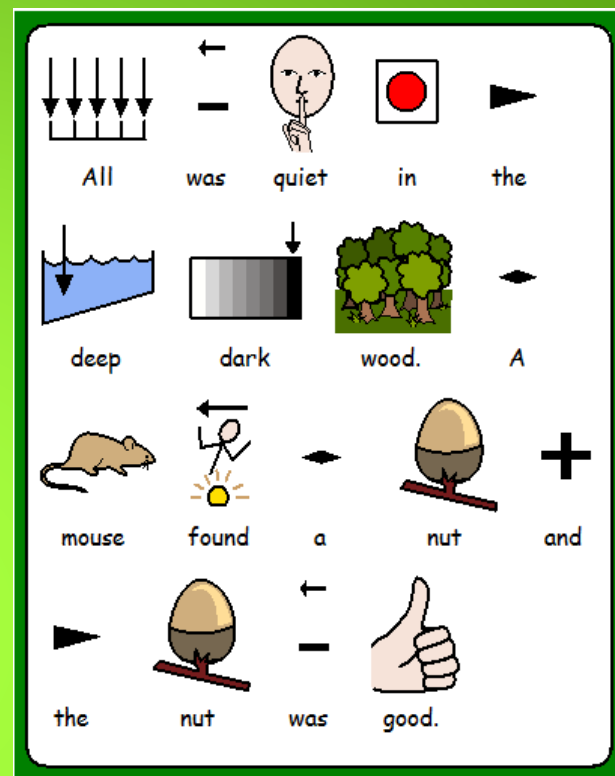 All was quiet in the
deep dark wood. A
mouse found a nut and
the nut was good.